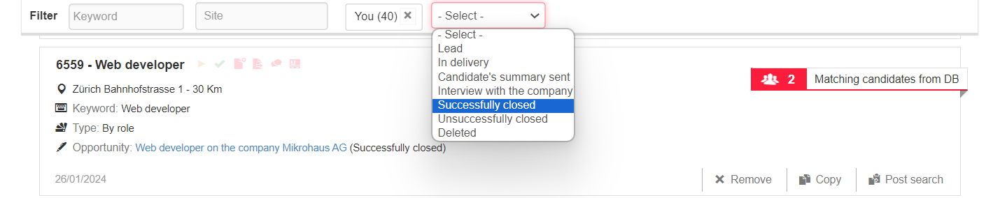 Filter Keyword Site You (40) - Select -
- Select -
Lead
In delivery
Candidate's summary sent
Interview with the company
Successfully closed
Unsuccessfully closed
Deleted
6559 - Web developer
2 Matching candidates from DB
Zürich Bahnhofstrasse 1 - 30 Km
Keyword: Web developer
Type: By role
Opportunity: Web developer on the company Mikrohaus AG (Successfully closed)
26/01/2024 Remove Copy Post search